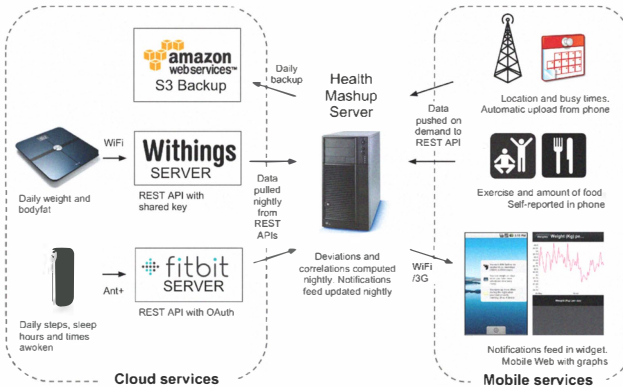 amazon
webservices™
S3 Backup
Daily
backup
Health
Mashup
Server
Location and busy times.
Automatic upload from phone
Data
pushed on
demand to
REST API
WiFi
Withings
SERVER
REST API with
shared key
Daily weight and
bodyfat
Data
pulled
nightly
from
REST
APIs
Exercise and amount of food
Self-reported in phone
fitbit
SERVER
REST API with OAuth
Ant+
Daily steps, sleep
hours and times
awoken
Deviations and
correlations computed
nightly. Notifications
feed updated nightly
WiFi
/3G
Weight (kg) pe...
Notifications feed in widget.
Mobile Web with graphs
Cloud services
Mobile services